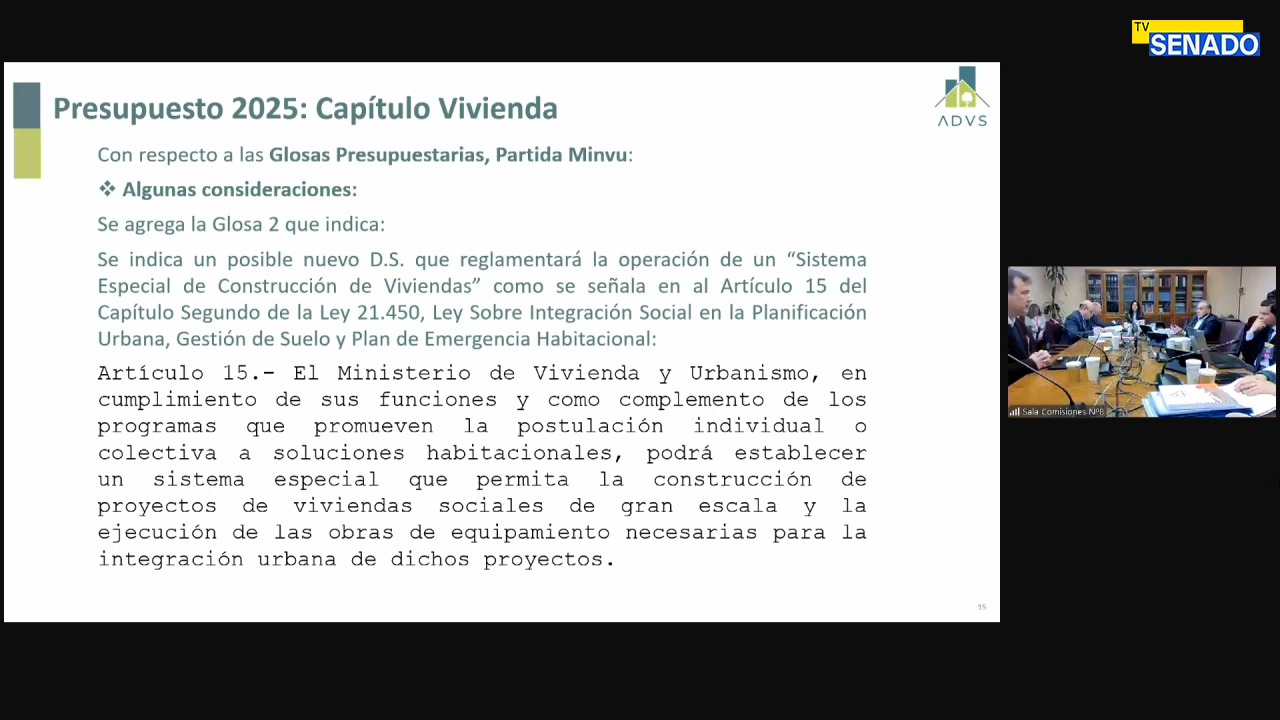 TV
SENADO
Presupuesto 2025: Capítulo Vivienda
ADVS
Con respecto a las Glosas Presupuestarias, Partida Minvu:
❖ Algunas consideraciones:
Se agrega la Glosa 2 que indica:
Se indica un posible nuevo D.S. que reglamentará la operación de un “Sistema
Especial de Construcción de Viviendas” como se señala en al Artículo 15 del
Capítulo Segundo de la Ley 21.450, Ley Sobre Integración Social en la Planificación
Urbana, Gestión de Suelo y Plan de Emergencia Habitacional:
Artículo 15.- El Ministerio de Vivienda y Urbanismo, en
cumplimiento de sus funciones y como complemento de los
programas que promueven la postulación individual o
colectiva a soluciones habitacionales, podrá establecer
un sistema especial que permita la construcción de
proyectos de viviendas sociales de gran escala y la
ejecución de las obras de equipamiento necesarias para la
integración urbana de dichos proyectos.
15
Sala Comisiones Nº8